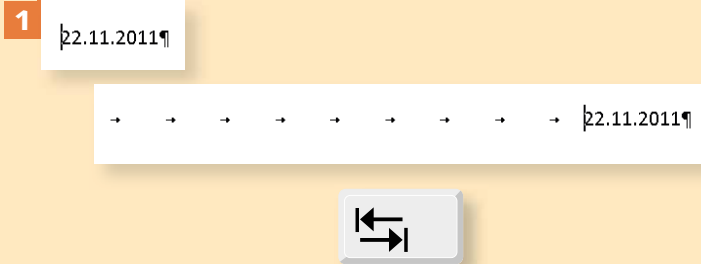 1
22.11.2011¶
→ → → → → → → → → 22.11.2011¶